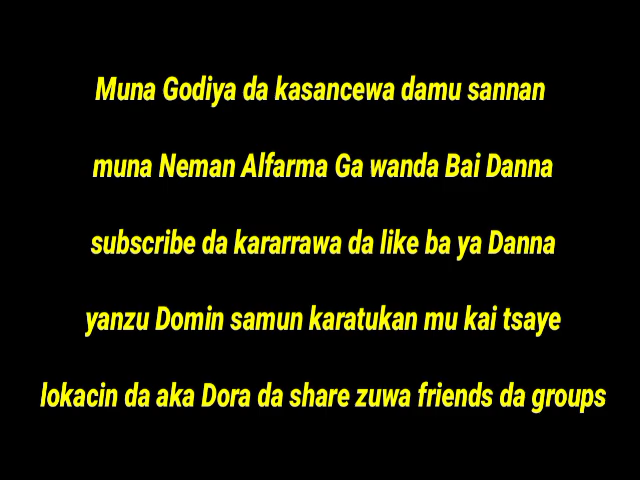 Muna Godiya da kasancewa damu sannan
muna Neman Alfarma Ga wanda Bai Danna
subscribe da kararrawa da like ba ya Danna
yanzu Domin samun karatukan mu kai tsaye
lokacin da aka Dora da share zuwa friends da groups